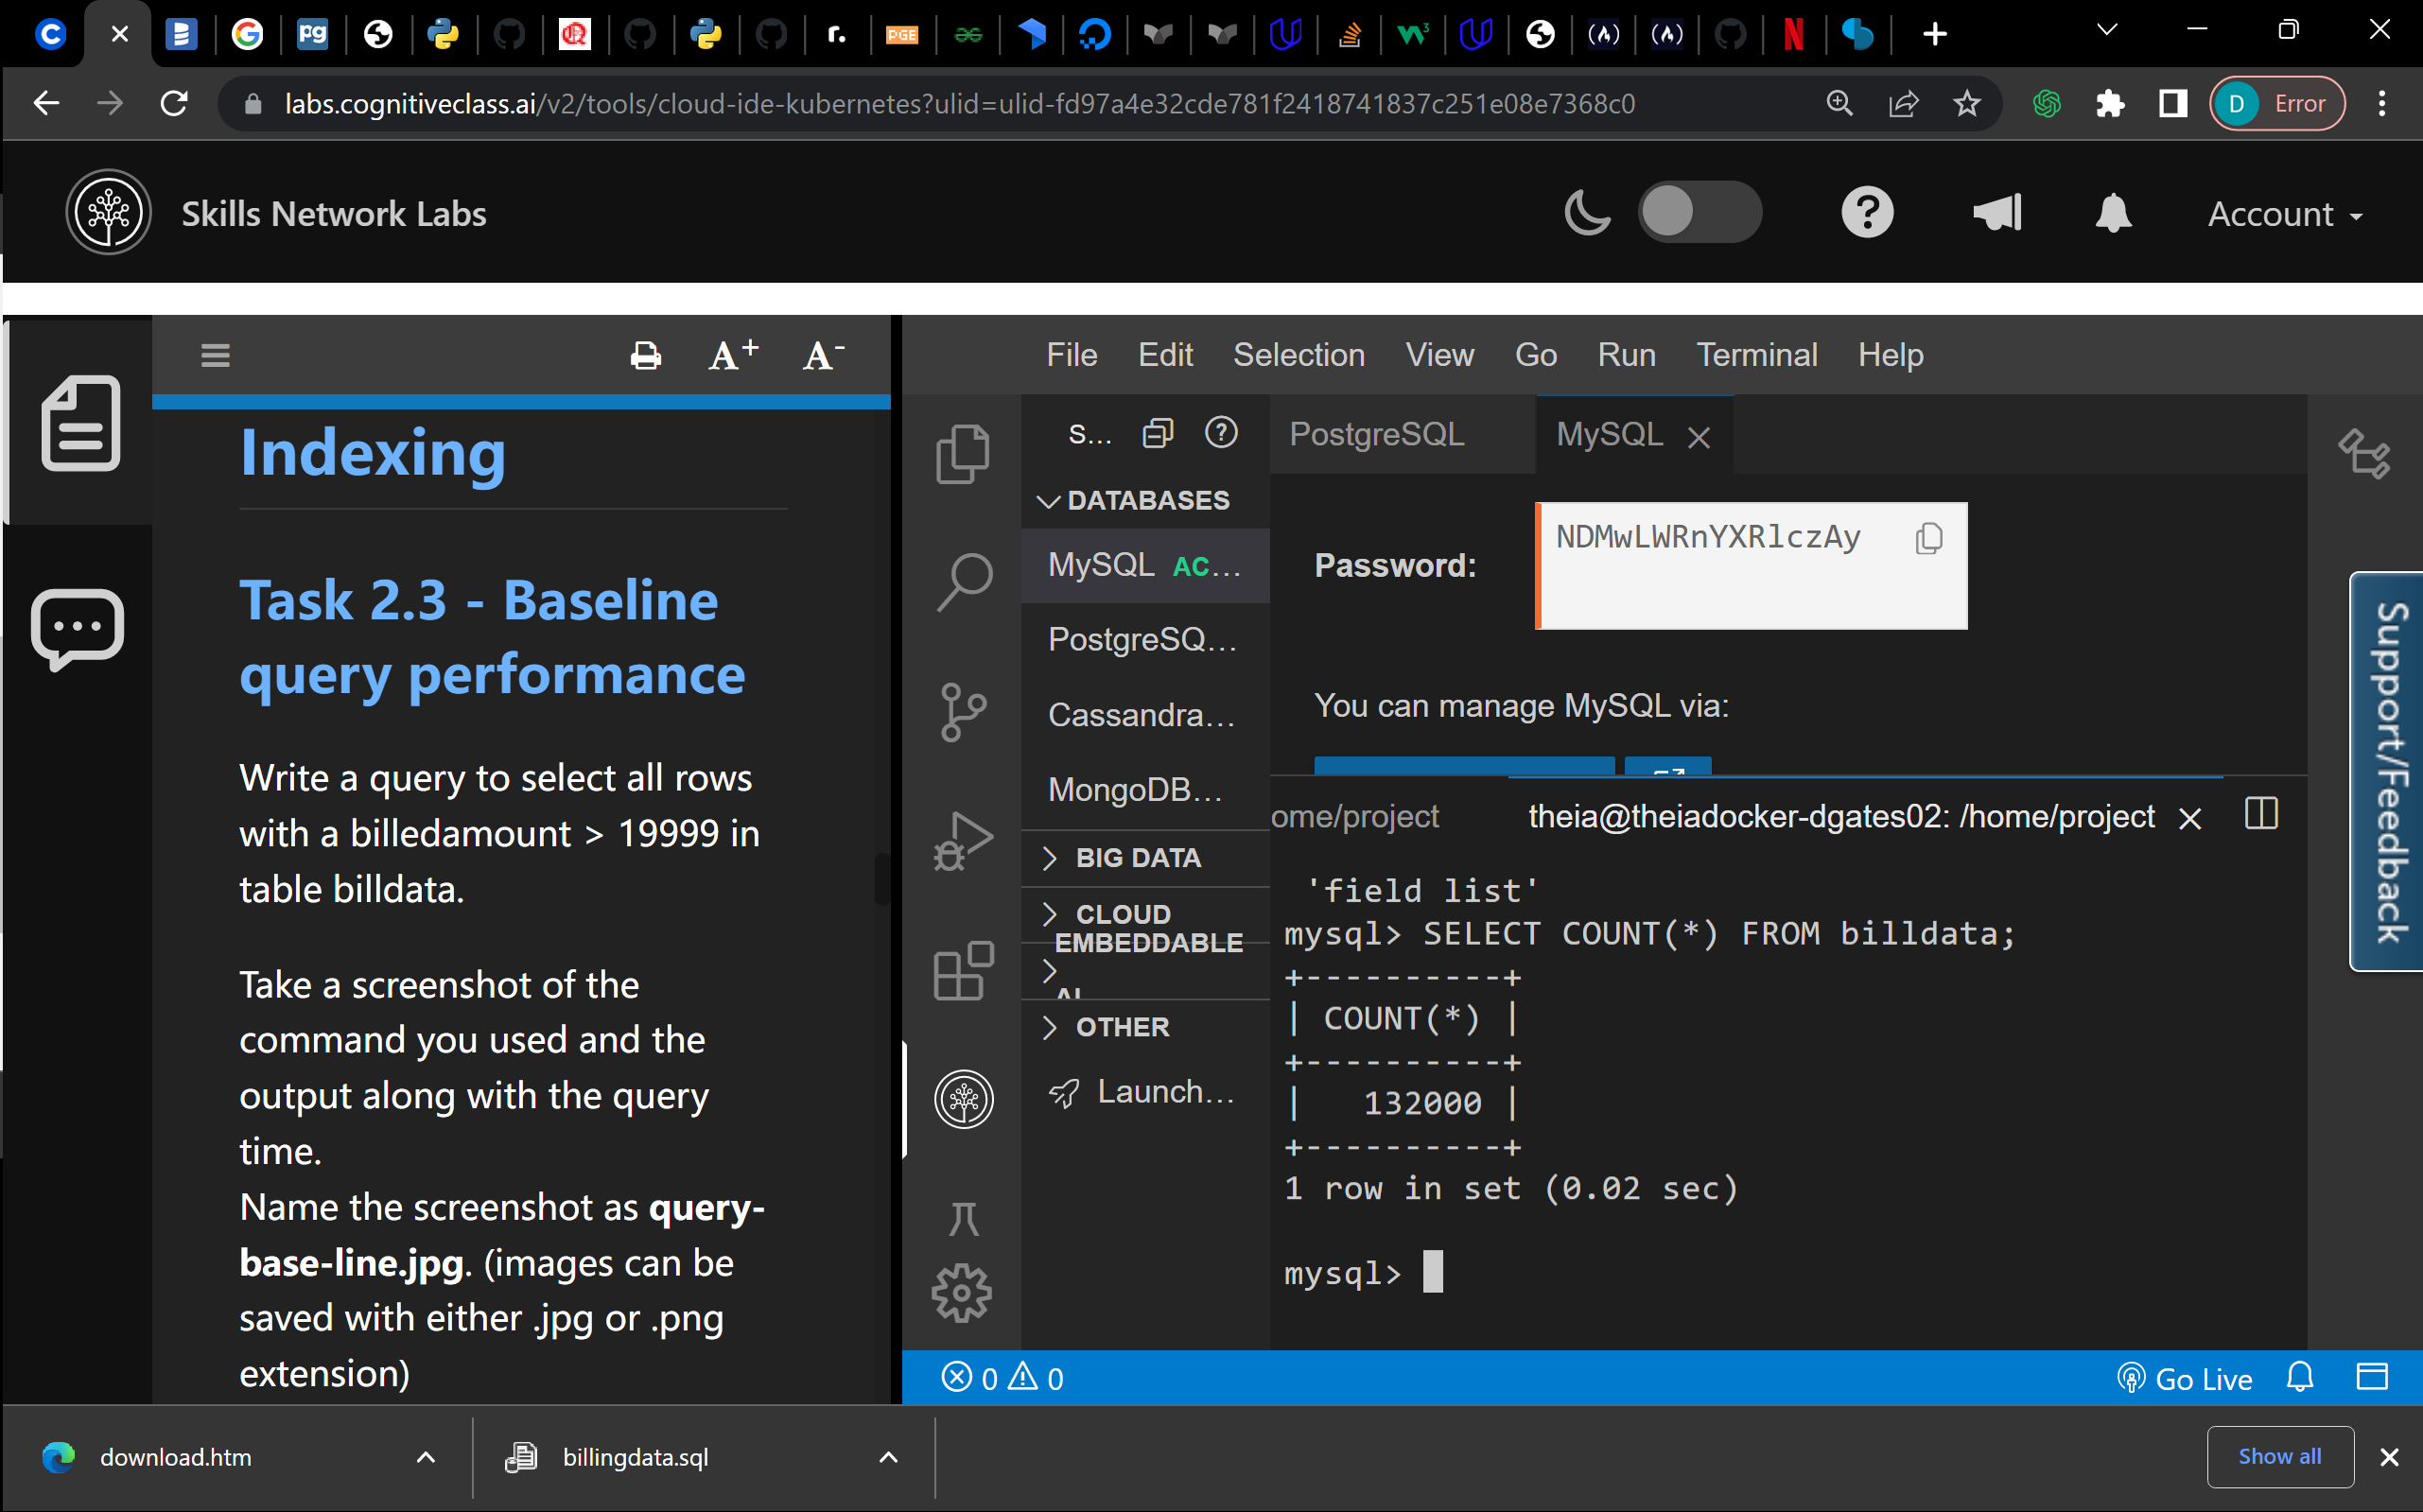 labs.cognitiveclass.ai/v2/tools/cloud-ide-kubernetes?ulid=ulid-fd97a4e32cde781f2418741837c251e08e7368c0
D Error
Skills Network Labs
Account
A+ A-
Indexing
Task 2.3 - Baseline
query performance
Write a query to select all rows
with a billedamount > 19999 in
table billdata.
Take a screenshot of the
command you used and the
output along with the query
time.
Name the screenshot as query-
base-line.jpg. (images can be
saved with either .jpg or .png
extension)
File Edit Selection View Go Run Terminal Help
S...
DATABASES
MySQL AC...
PostgreSQ...
Cassandra...
MongoDB...
BIG DATA
CLOUD
EMBEDDABLE
AI
OTHER
Launch...
PostgreSQL MySQL
Password: NDMwLWRnYXRlczAy
You can manage MySQL via:
ome/project theia@theiadocker-dgates02: /home/project
'field list'
mysql> SELECT COUNT(*) FROM billdata;
+----------+
| COUNT(*) |
+----------+
|   132000 |
+----------+
1 row in set (0.02 sec)
mysql>
Support/Feedback
0 0
Go Live
download.htm
billingdata.sql
Show all